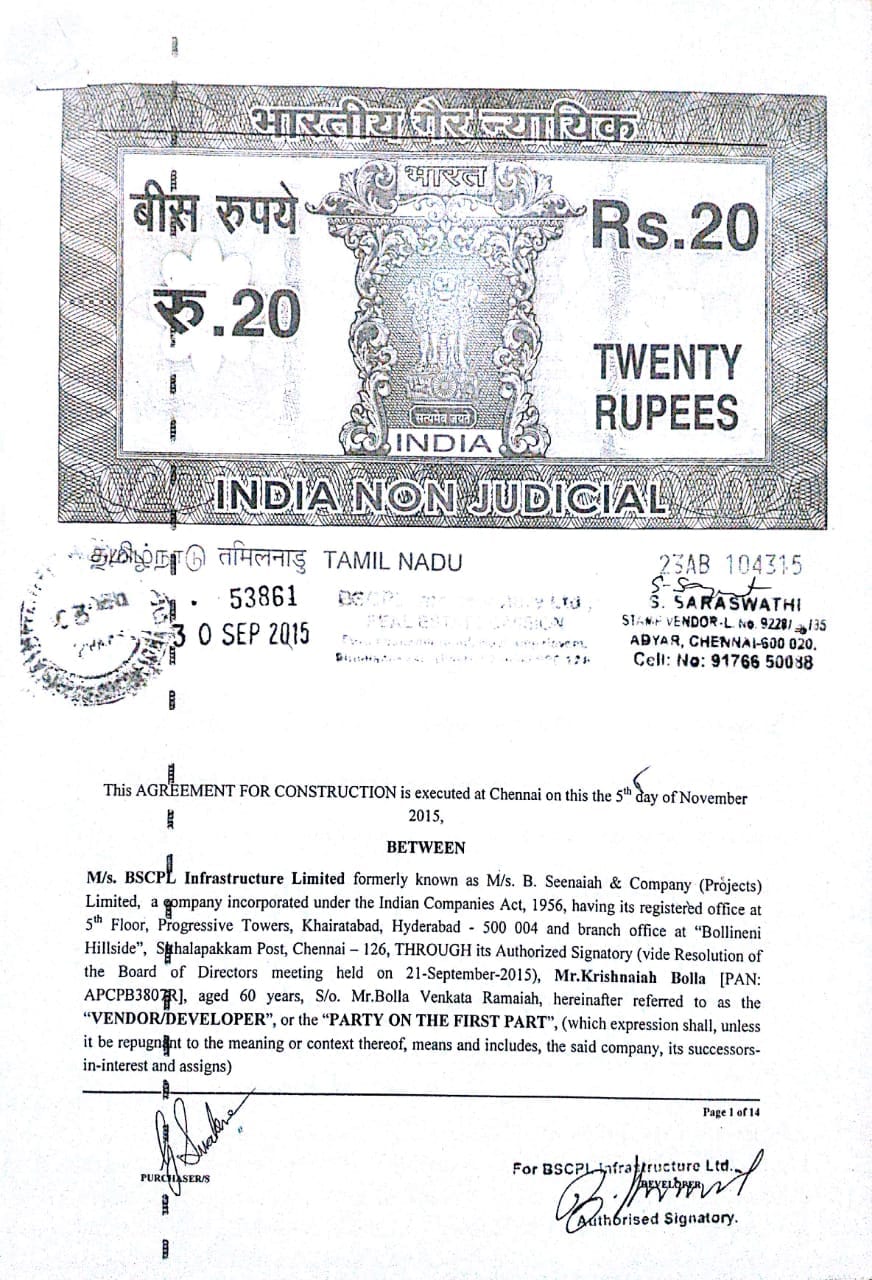 भारतीय गैर न्यायिक
भारत
बीस रुपये
रु.20
Rs.20
TWENTY
RUPEES
सत्यमेव जयते
INDIA
INDIA NON JUDICIAL
தமிழ்நாடு तमिलनाडु TAMIL NADU
23AB 104315
53861
30 SEP 2015
REAL ESTATE DIVISION
S. SARASWATHI
STAMP VENDOR-L. No. 9228/ /95
ADYAR, CHENNAI-600 020.
Cell: No: 91766 50088
This AGREEMENT FOR CONSTRUCTION is executed at Chennai on this the 5th day of November
2015,
BETWEEN
M/s. BSCPL Infrastructure Limited formerly known as M/s. B. Seenaiah & Company (Projects)
Limited, a company incorporated under the Indian Companies Act, 1956, having its registered office at
5th Floor, Progressive Towers, Khairatabad, Hyderabad - 500 004 and branch office at “Bollineni
Hillside”, Sithalapakkam Post, Chennai – 126, THROUGH its Authorized Signatory (vide Resolution of
the Board of Directors meeting held on 21-September-2015), Mr.Krishnaiah Bolla [PAN:
APCPB3807R], aged 60 years, S/o. Mr.Bolla Venkata Ramaiah, hereinafter referred to as the
“VENDOR/DEVELOPER”, or the “PARTY ON THE FIRST PART”, (which expression shall, unless
it be repugnant to the meaning or context thereof, means and includes, the said company, its successors-
in-interest and assigns)
Page 1 of 14
PURCHASER/S
For BSCPL Infrastructure Ltd.
DEVELOPER
Authorised Signatory.